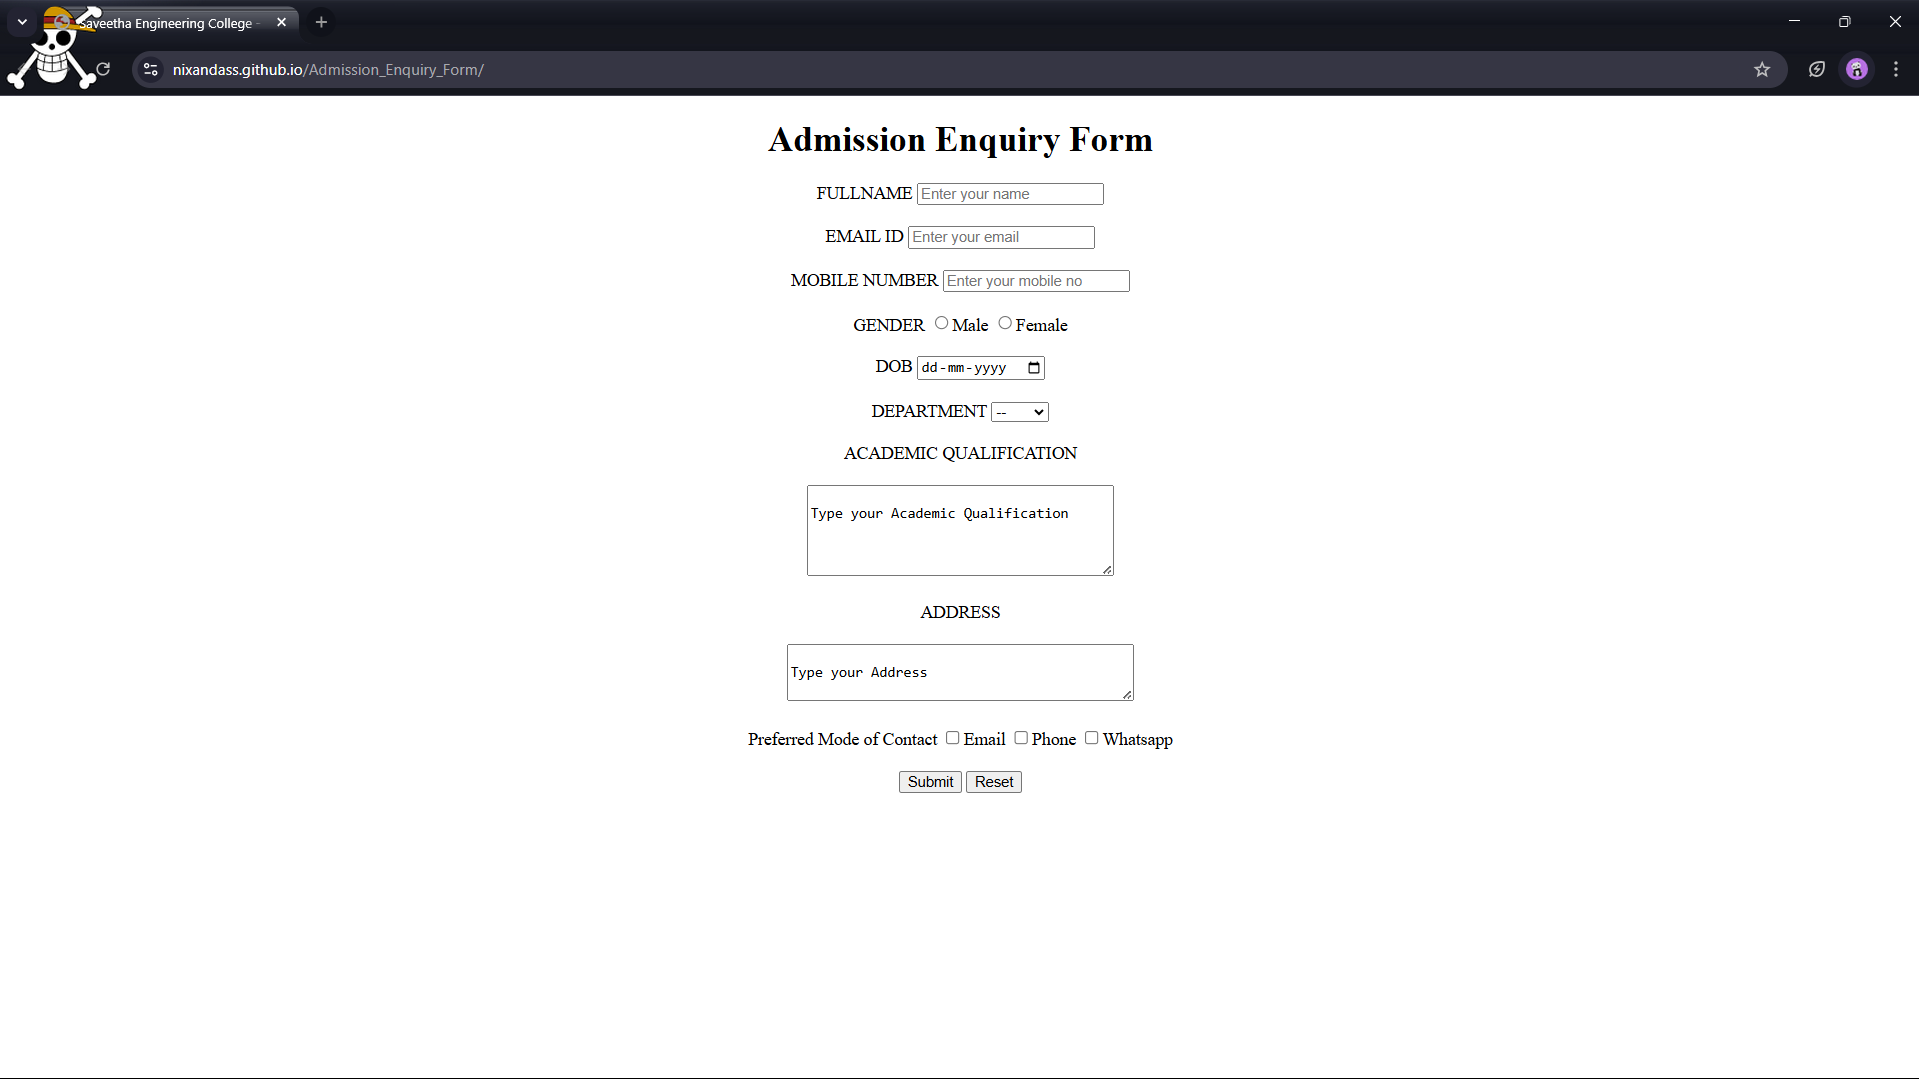 Saveetha Engineering College -
nixandass.github.io/Admission_Enquiry_Form/
Admission Enquiry Form
FULLNAME Enter your name
EMAIL ID Enter your email
MOBILE NUMBER Enter your mobile no
GENDER Male Female
DOB dd-mm-yyyy
DEPARTMENT --
ACADEMIC QUALIFICATION
Type your Academic Qualification
ADDRESS
Type your Address
Preferred Mode of Contact Email Phone Whatsapp
Submit Reset